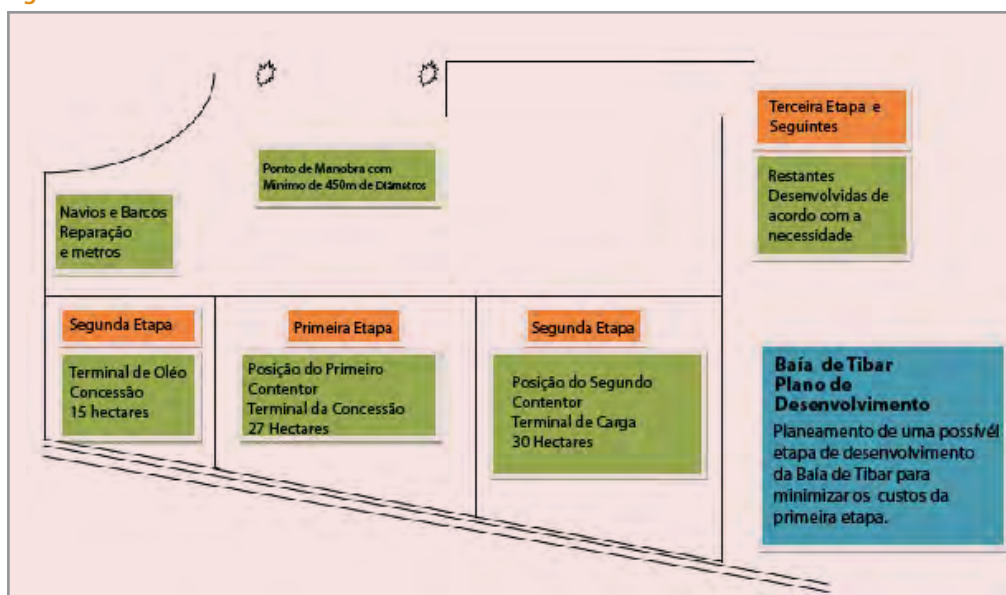 Terceira Etapa e
Seguintes
Ponto de Manobra com
Minimo de 450m de Diâmetros
Restantes
Desenvolvidas de
acordo com a
necessidade
Navios e Barcos
Reparação
e metros
Segunda Etapa
Primeira Etapa
Segunda Etapa
Terminal de Oléo
Concessão
15 hectares
Posição do Primeiro
Contentor
Terminal da Concessão
27 Hectares
Posição do Segundo
Contentor
Terminal de Carga
30 Hectares
Baía de Tibar
Plano de
Desenvolvimento
Planeamento de uma possívél
etapa de desenvolvimento
da Baía de Tibar para
minimizar os custos da
primeira etapa.